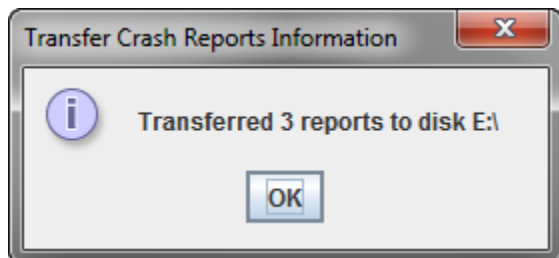 Transfer Crash Reports Information
Transferred 3 reports to disk E:\
OK